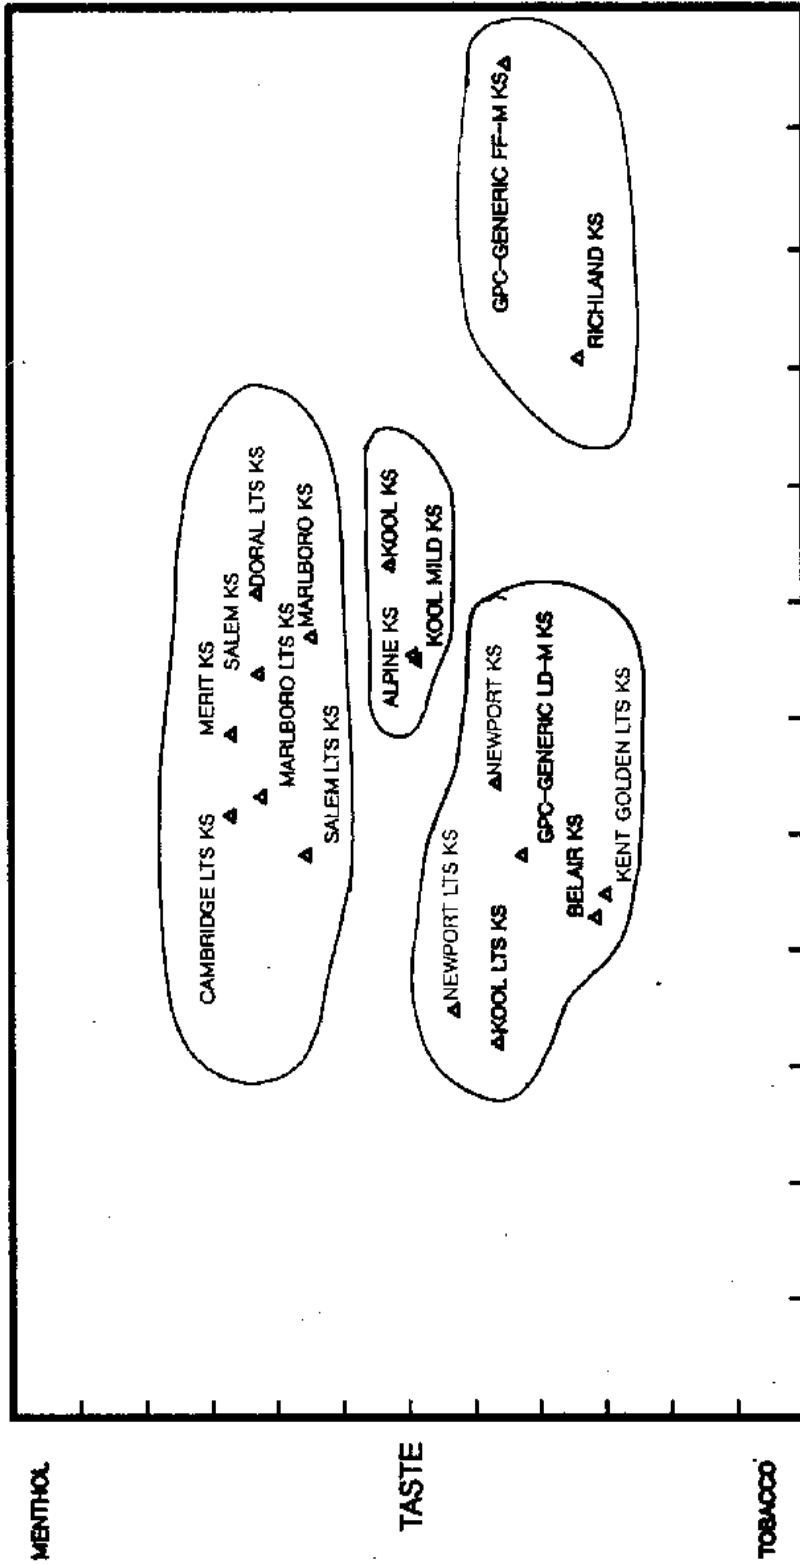 MENTHOL
TASTE
TOBACCO
CAMBRIDGE LTS KS
MERIT KS
SALEM KS
DORAL LTS KS
MARLBORO LTS KS
MARLBORO KS
SALEM LTS KS
ALPINE KS
KOOL KS
KOOL MILD KS
NEWPORT LTS KS
NEWPORT KS
KOOL LTS KS
GPC-GENERIC LD-M KS
BELAIR KS
KENT GOLDEN LTS KS
GPC-GENERIC FF-M KS
RICHLAND KS